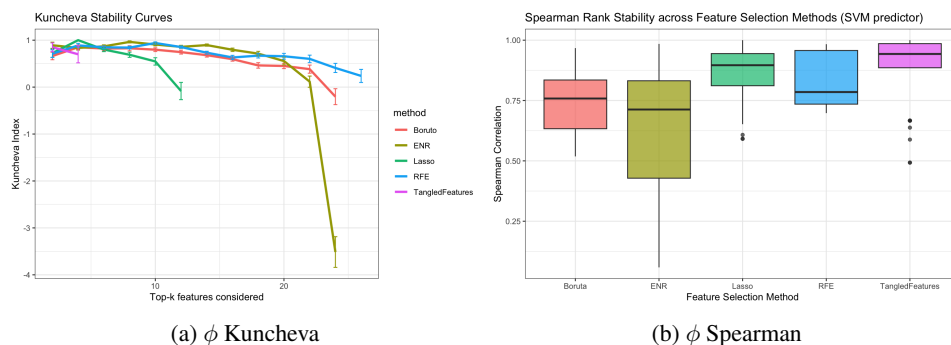 Kuncheva Stability Curves
1
0
-1
-2
-3
-4
Kuncheva Index
10
20
Top-k features considered
method
Boruto
ENR
Lasso
RFE
TangledFeatures
(a) ϕ Kuncheva
Spearman Rank Stability across Feature Selection Methods (SVM predictor)
1.00
0.75
0.50
0.25
Spearman Correlation
Boruta
ENR
Lasso
RFE
TangledFeatures
Feature Selection Method
(b) ϕ Spearman